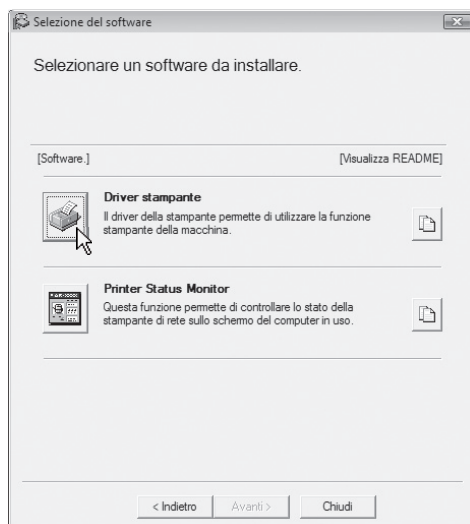 Selezione del software
Selezionare un software da installare.
[Software.] [Visualizza README]
Driver stampante
Il driver della stampante permette di utilizzare la funzione
stampante della macchina.
Printer Status Monitor
Questa funzione permette di controllare lo stato della
stampante di rete sullo schermo del computer in uso.
< Indietro Avanti > Chiudi